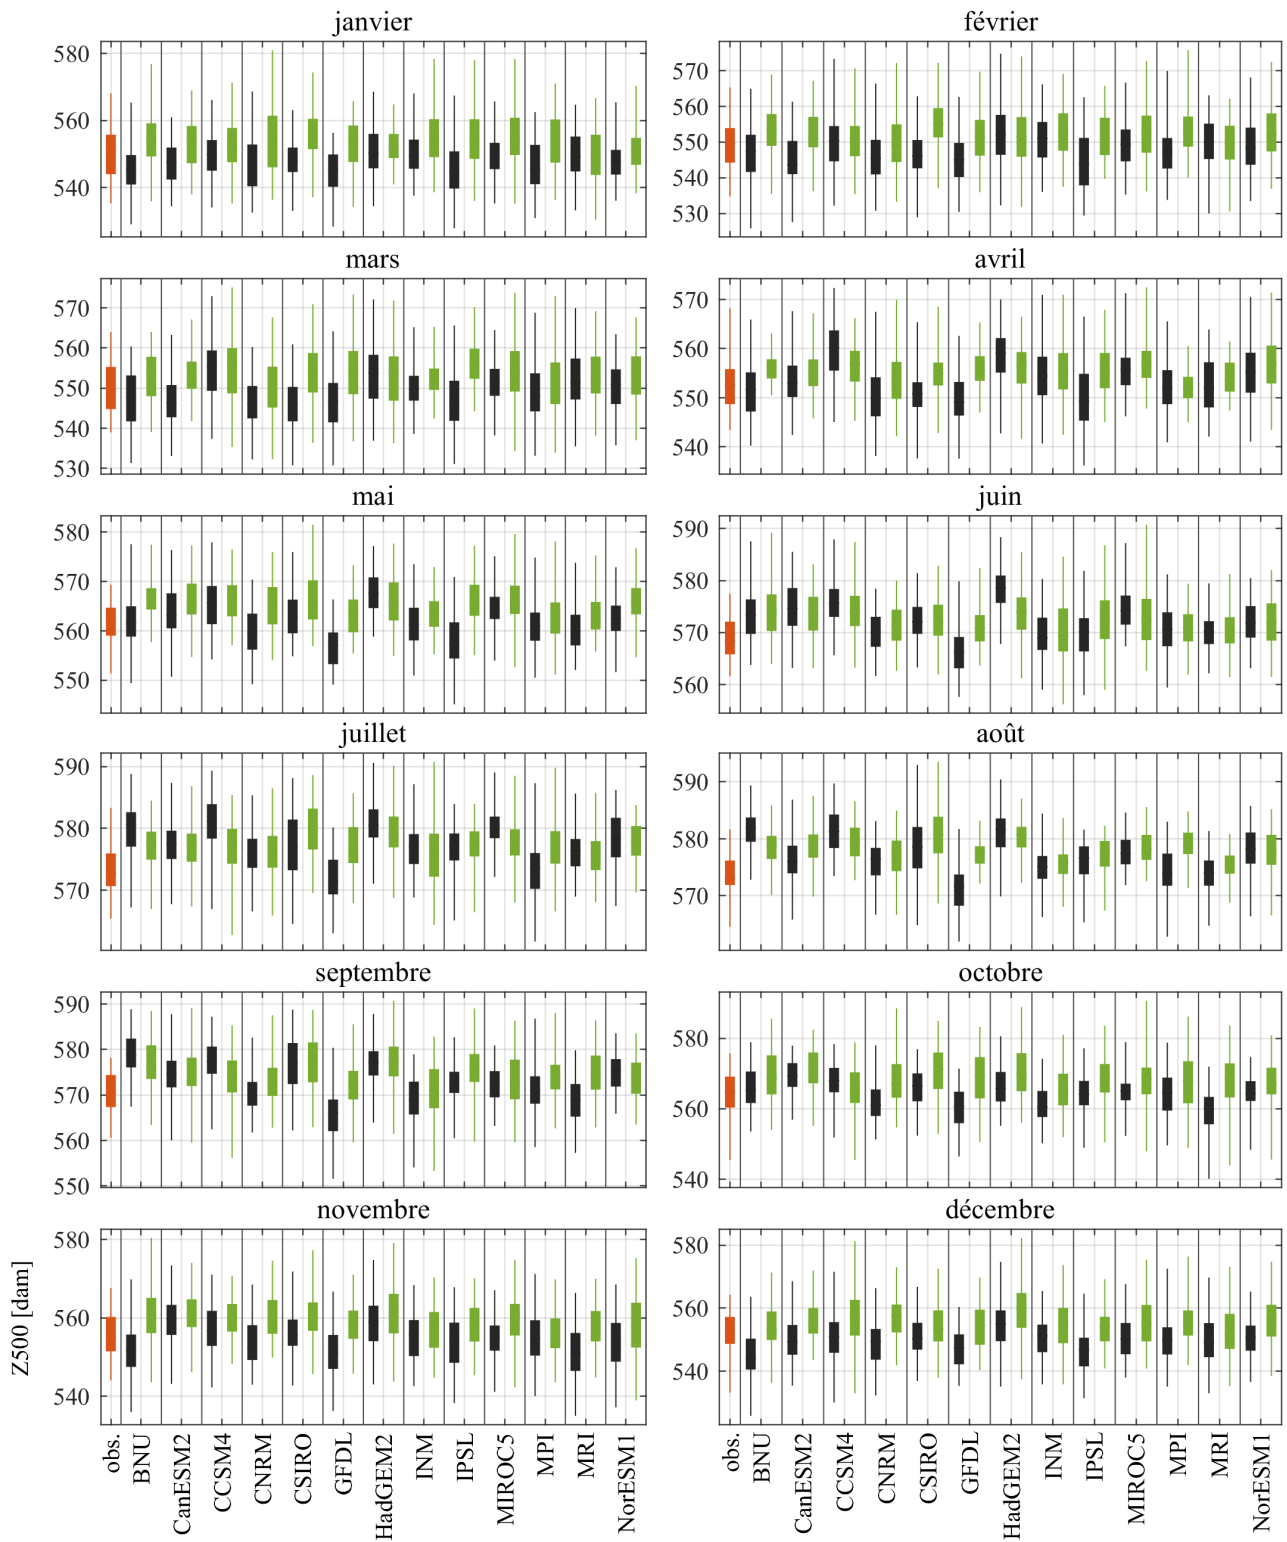 janvier
580
560
540
février
570
560
550
540
530
mars
570
560
550
540
530
avril
570
560
550
540
mai
580
570
560
550
juin
590
580
570
560
juillet
590
580
570
août
590
580
570
septembre
590
580
570
560
550
octobre
580
560
540
novembre
580
560
540
décembre
580
560
540
Z500 [dam]
obs.
BNU
CanESM2
CCSM4
CNRM
CSIRO
GFDL
HadGEM2
INM
IPSL
MIROC5
MPI
MRI
NorESM1
obs.
BNU
CanESM2
CCSM4
CNRM
CSIRO
GFDL
HadGEM2
INM
IPSL
MIROC5
MPI
MRI
NorESM1